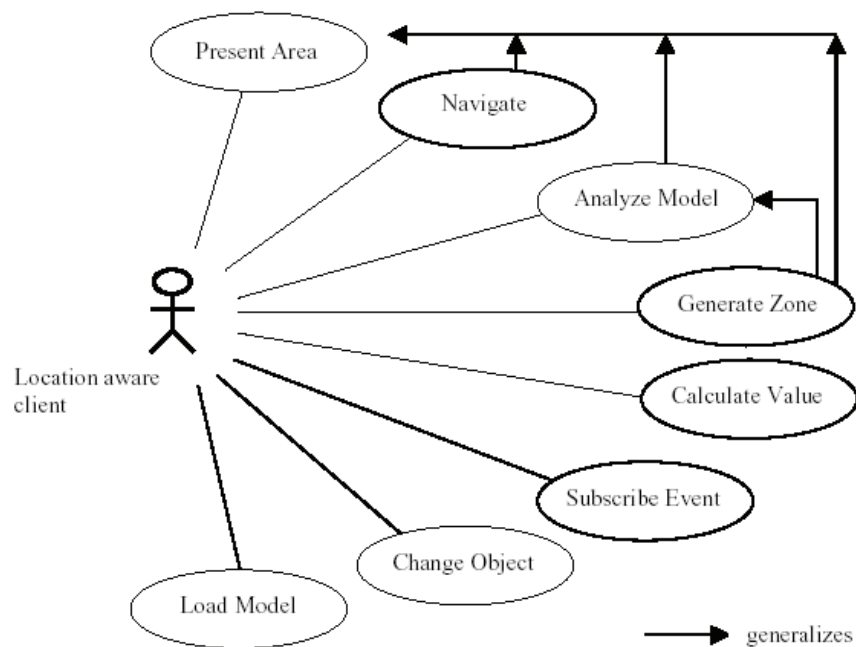 Present Area
Navigate
Analyze Model
Generate Zone
Location aware
client
Calculate Value
Subscribe Event
Change Object
Load Model
generalizes